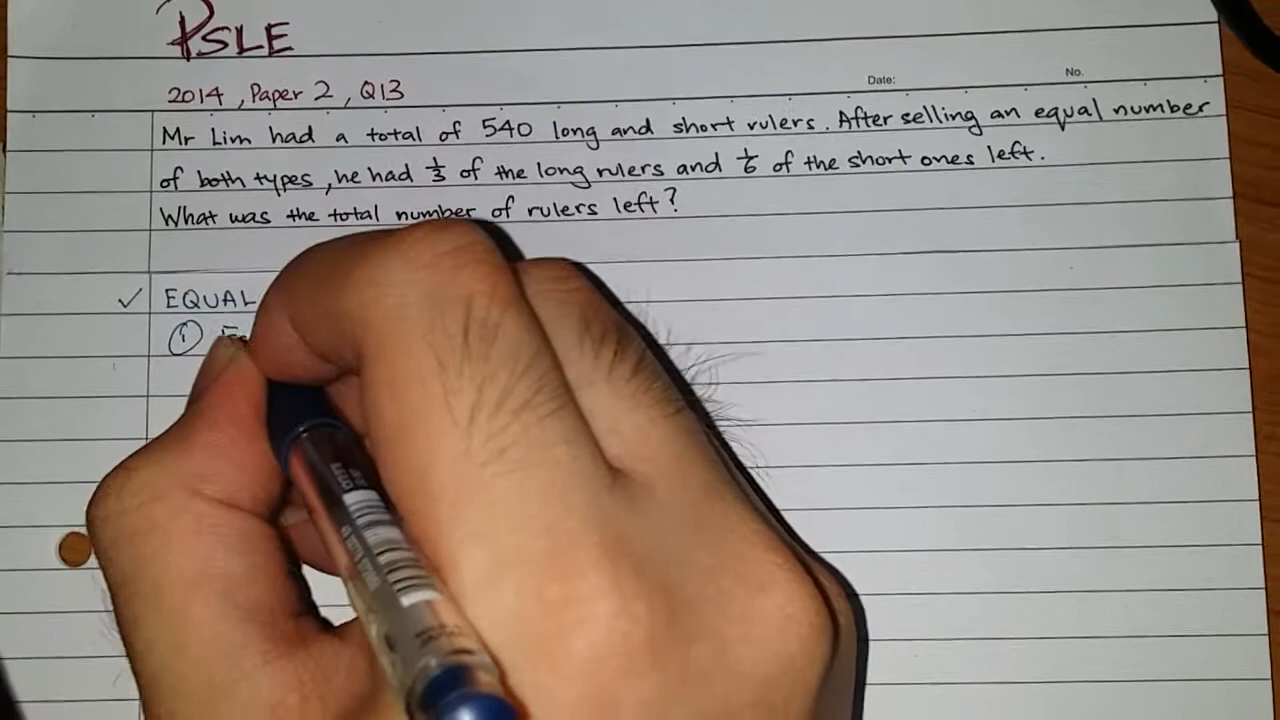 PSLE
2014, Paper 2, Q13
Date:
No.
Mr Lim had a total of 540 long and short rulers. After selling an equal number
of both types, he had 1/3 of the long rulers and 1/6 of the short ones left.
What was the total number of rulers left?
✓ EQUAL
①